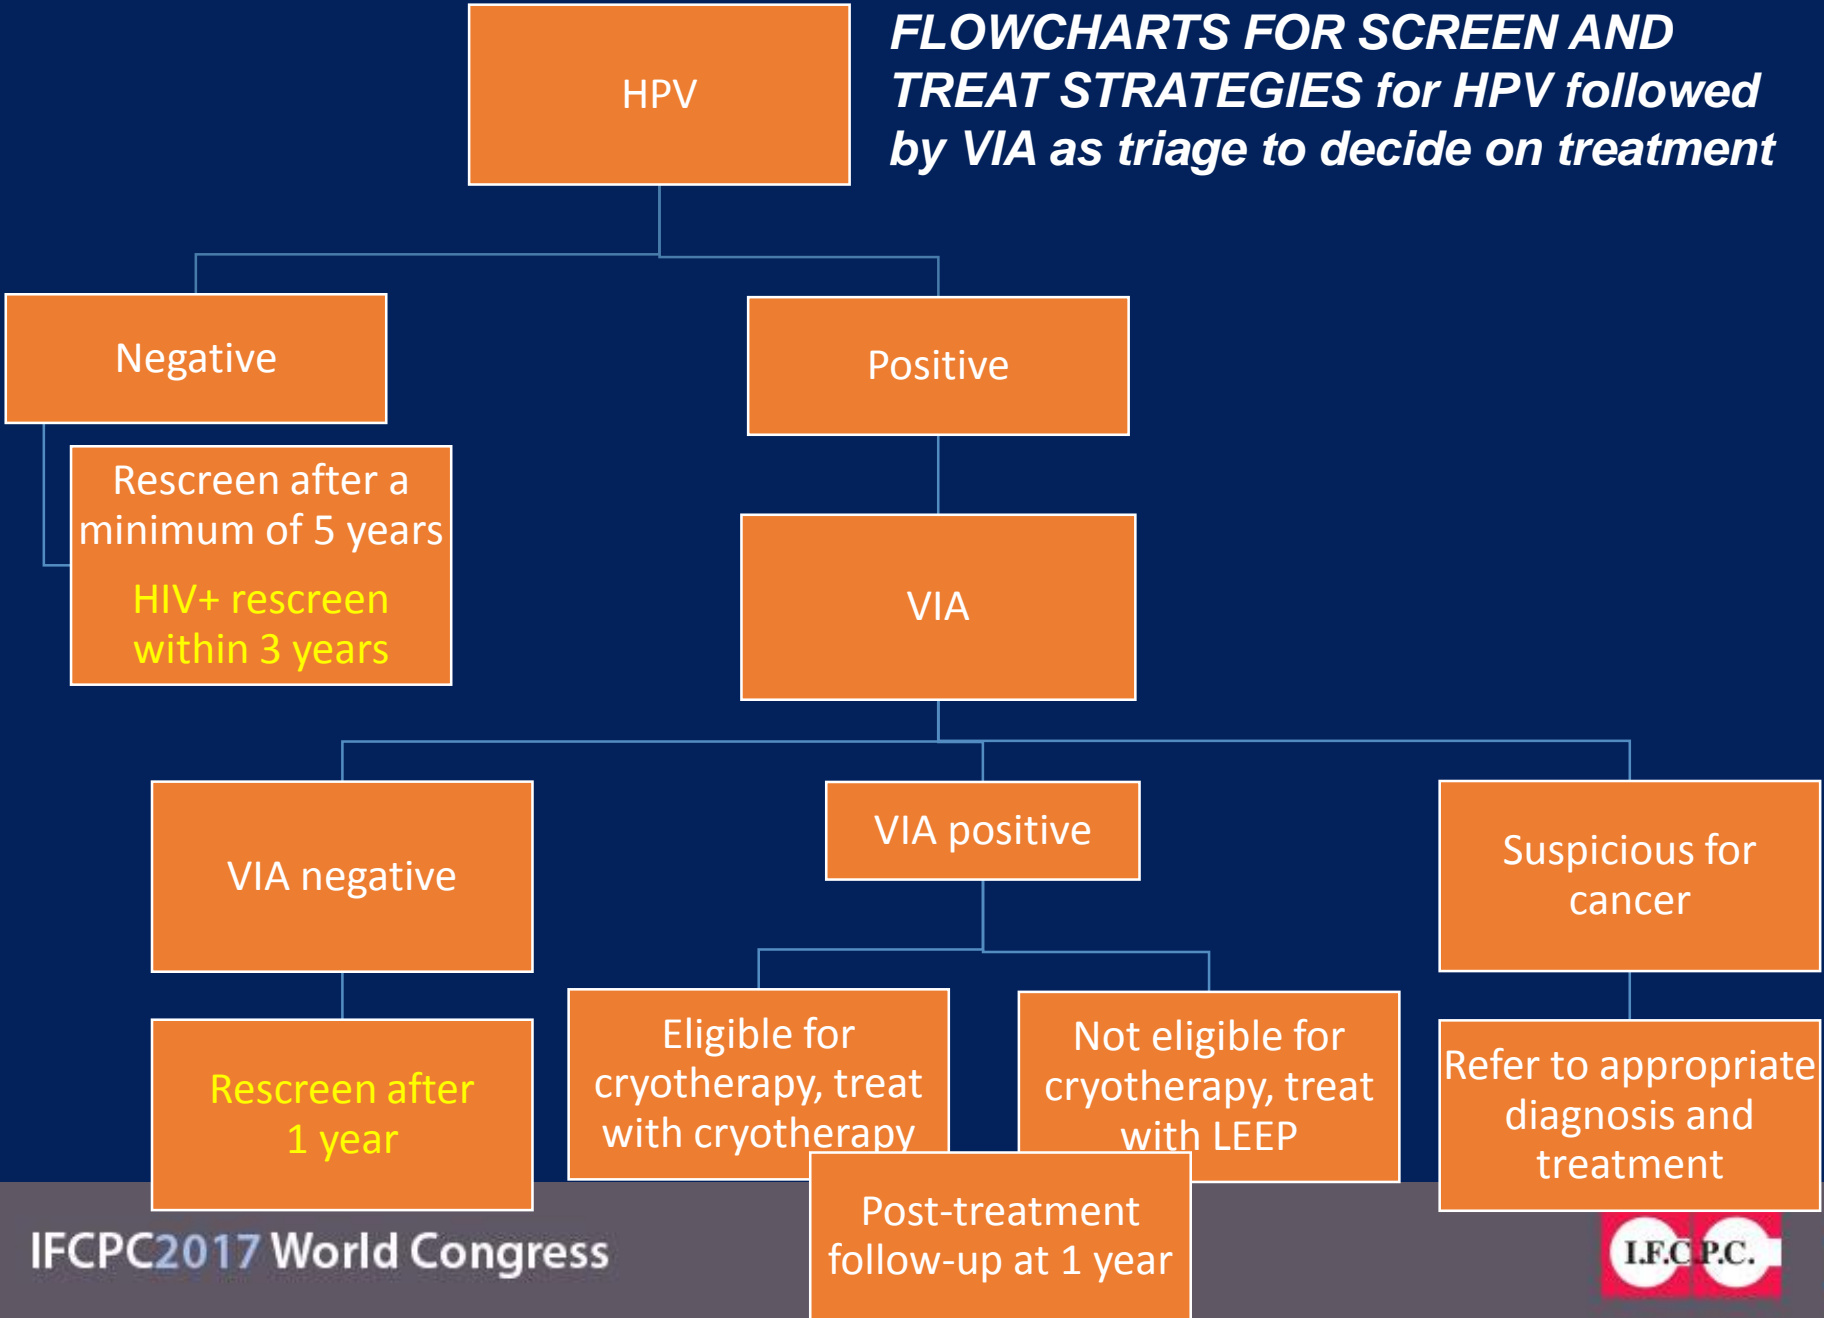 FLOWCHARTS FOR SCREEN AND
TREAT STRATEGIES for HPV followed
by VIA as triage to decide on treatment
HPV
Negative
Positive
Rescreen after a
minimum of 5 years
HIV+ rescreen
within 3 years
VIA
VIA negative
VIA positive
Suspicious for
cancer
Rescreen after
1 year
Eligible for
cryotherapy, treat
with cryotherapy
Not eligible for
cryotherapy, treat
with LEEP
Refer to appropriate
diagnosis and
treatment
Post-treatment
follow-up at 1 year
IFCPC2017 World Congress
I.F.C.P.C.